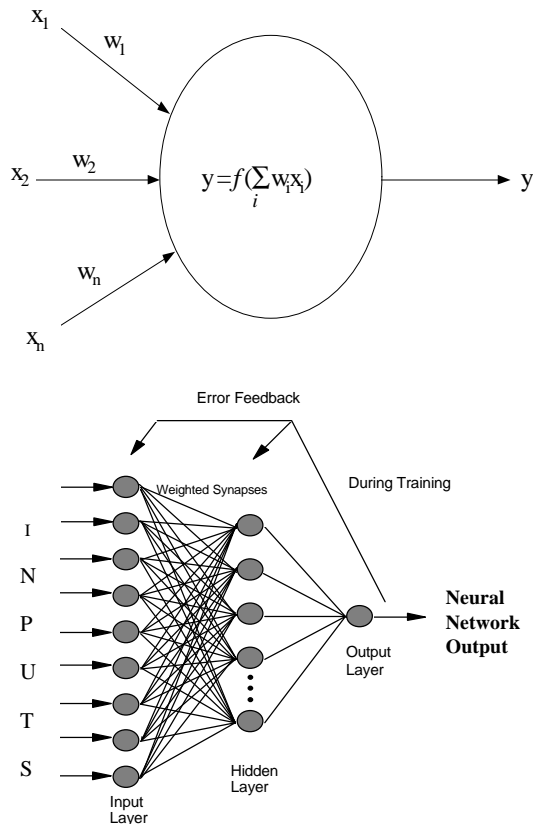 x₁
w₁
x₂
w₂
y=f(∑wᵢxᵢ)
i
y
wₙ
xₙ
Error Feedback
Weighted Synapses
During Training
I
N
P
U
T
S
Neural
Network
Output
Output
Layer
Hidden
Layer
Input
Layer